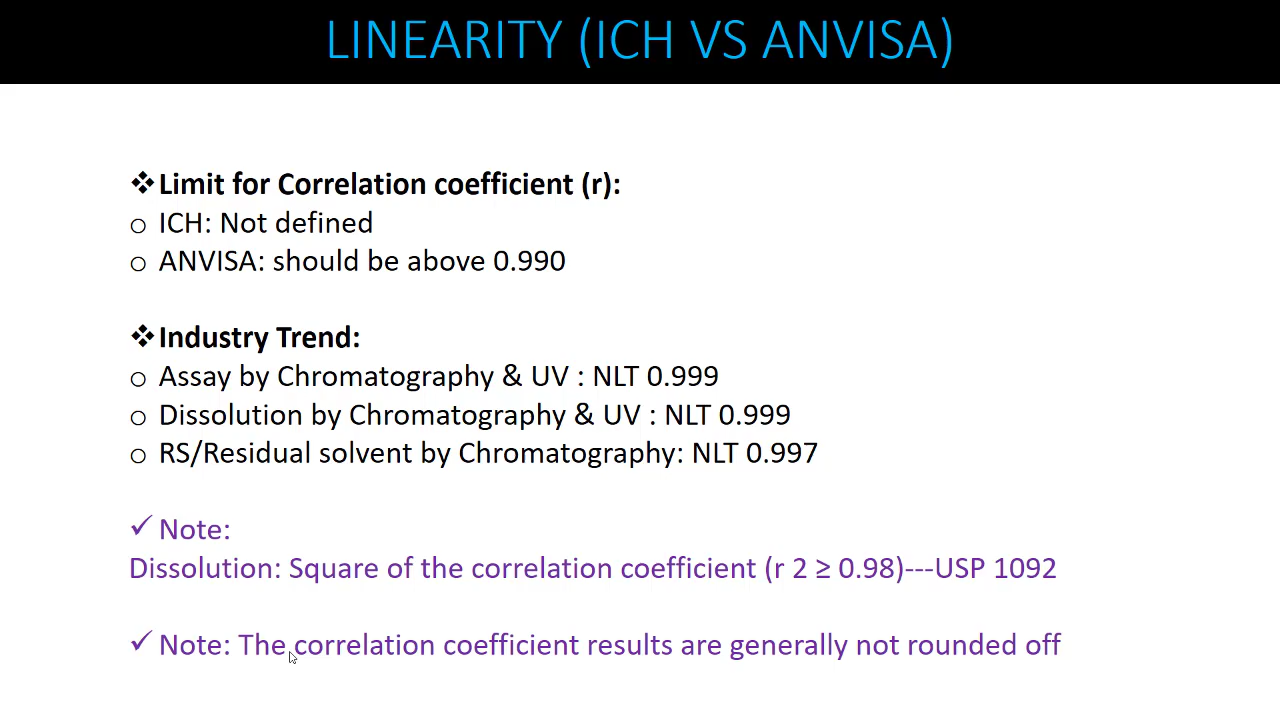 LINEARITY (ICH VS ANVISA)
❖Limit for Correlation coefficient (r):
o ICH: Not defined
o ANVISA: should be above 0.990
❖Industry Trend:
o Assay by Chromatography & UV : NLT 0.999
o Dissolution by Chromatography & UV : NLT 0.999
o RS/Residual solvent by Chromatography: NLT 0.997
✓ Note:
Dissolution: Square of the correlation coefficient (r 2 ≥ 0.98)---USP 1092
✓ Note: The correlation coefficient results are generally not rounded off